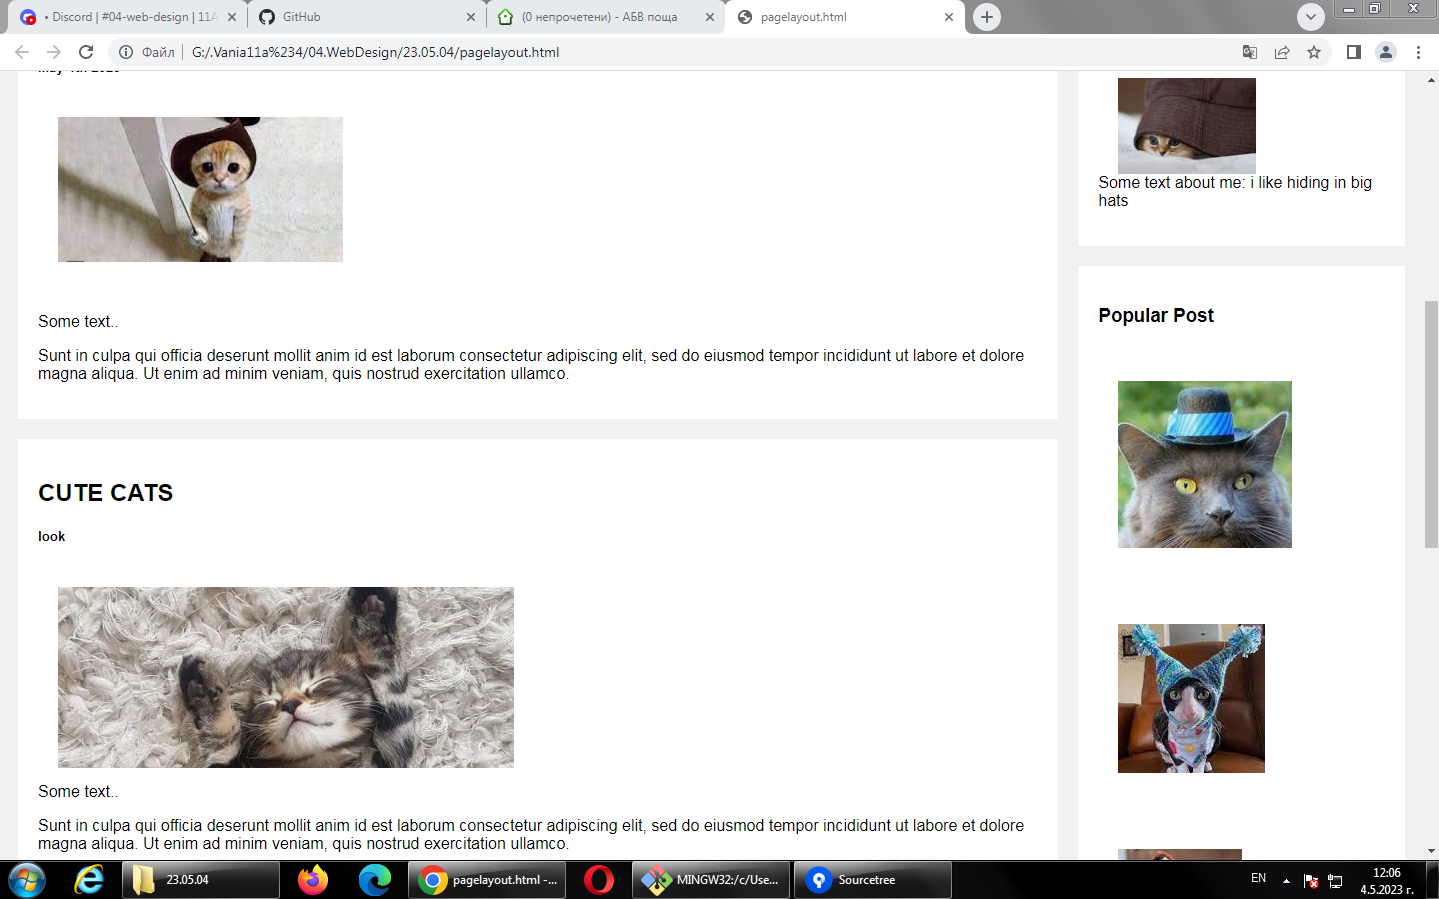 • Discord | #04-web-design | 11A
GitHub
(0 непрочетени) - АБВ поща
pagelayout.html
Файл
G:/.Vania11a%234/04.WebDesign/23.05.04/pagelayout.html
Some text about me: i like hiding in big
hats
Some text..
Sunt in culpa qui officia deserunt mollit anim id est laborum consectetur adipiscing elit, sed do eiusmod tempor incididunt ut labore et dolore
magna aliqua. Ut enim ad minim veniam, quis nostrud exercitation ullamco.
Popular Post
CUTE CATS
look
Some text..
Sunt in culpa qui officia deserunt mollit anim id est laborum consectetur adipiscing elit, sed do eiusmod tempor incididunt ut labore et dolore
magna aliqua. Ut enim ad minim veniam, quis nostrud exercitation ullamco.
23.05.04
pagelayout.html -...
MINGW32:/c/Use...
Sourcetree
EN
12:06
4.5.2023 г.